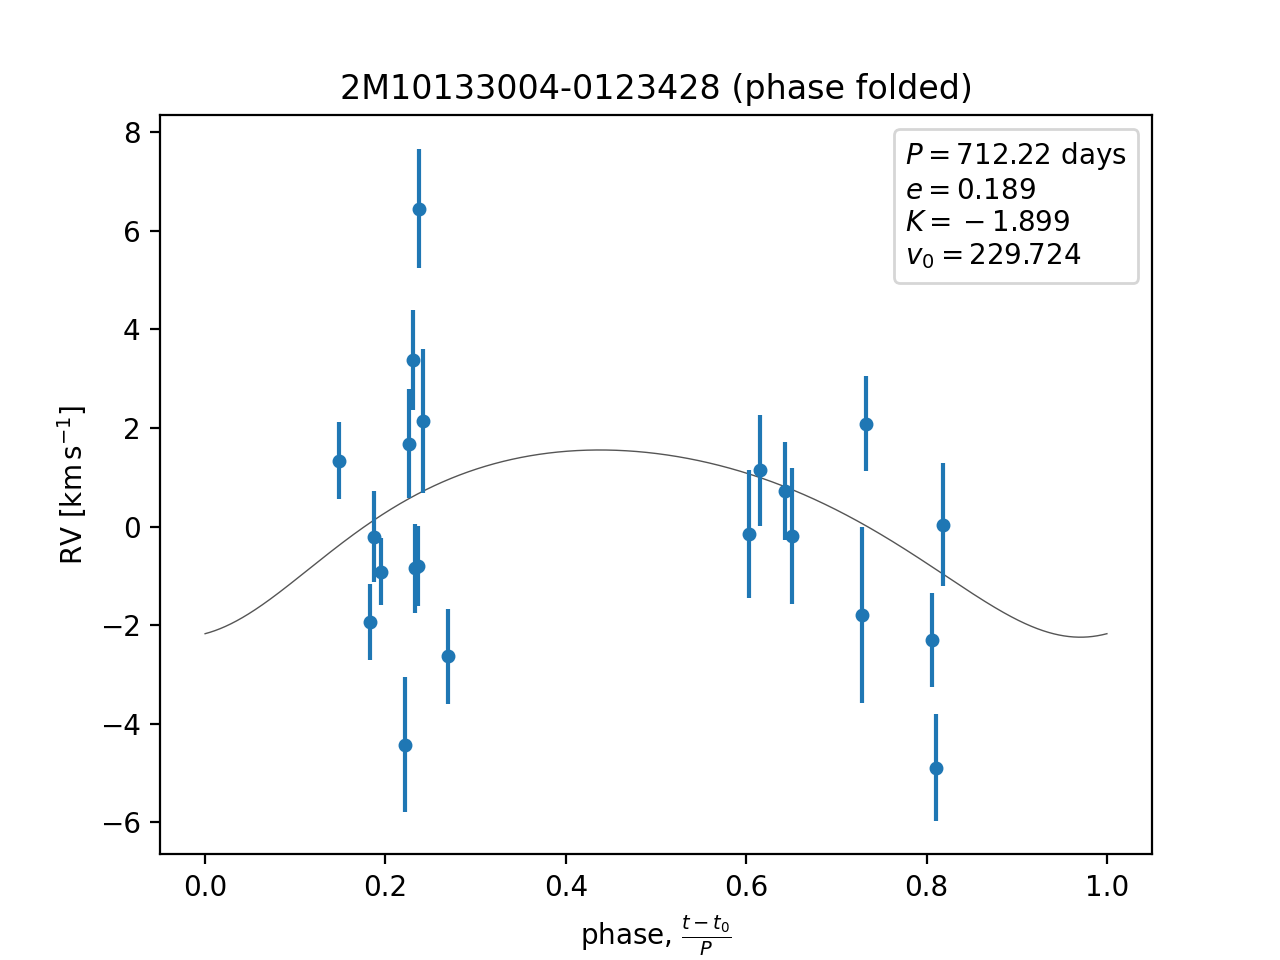 2M10133004-0123428 (phase folded)
P = 712.22 days
e = 0.189
K = −1.899
v₀ = 229.724
8
6
4
2
0
−2
−4
−6
RV [km s⁻¹]
0.0 0.2 0.4 0.6 0.8 1.0
phase, (t − t₀)/P